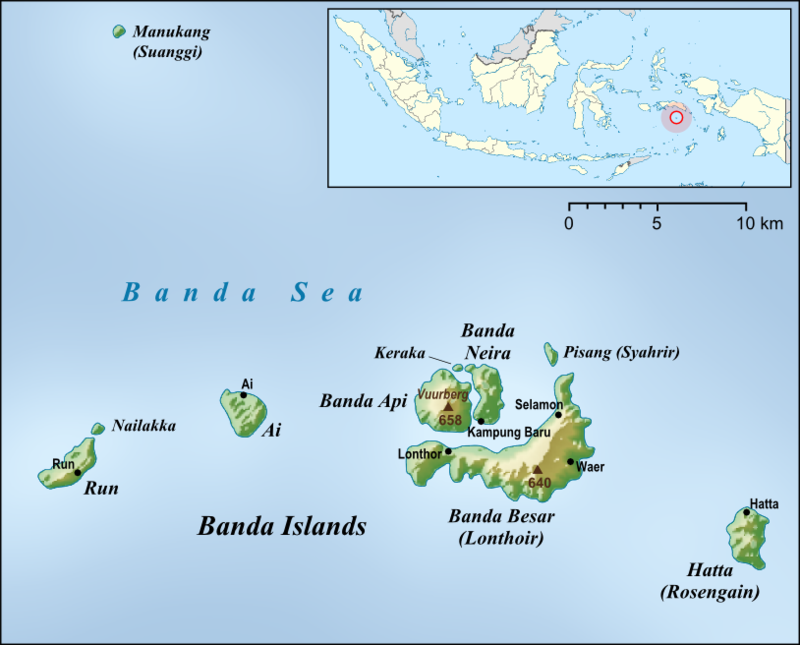 Manukang
(Suanggi)
0 5 10 km
Banda Sea
Banda
Neira
Keraka
Pisang (Syahrir)
Ai
Vuurberg
Banda Api
658
Selamon
Nailakka
Ai
Kampung Baru
Lonthor
Run
Waer
Run
640
Hatta
Banda Besar
(Lonthoir)
Banda Islands
Hatta
(Rosengain)